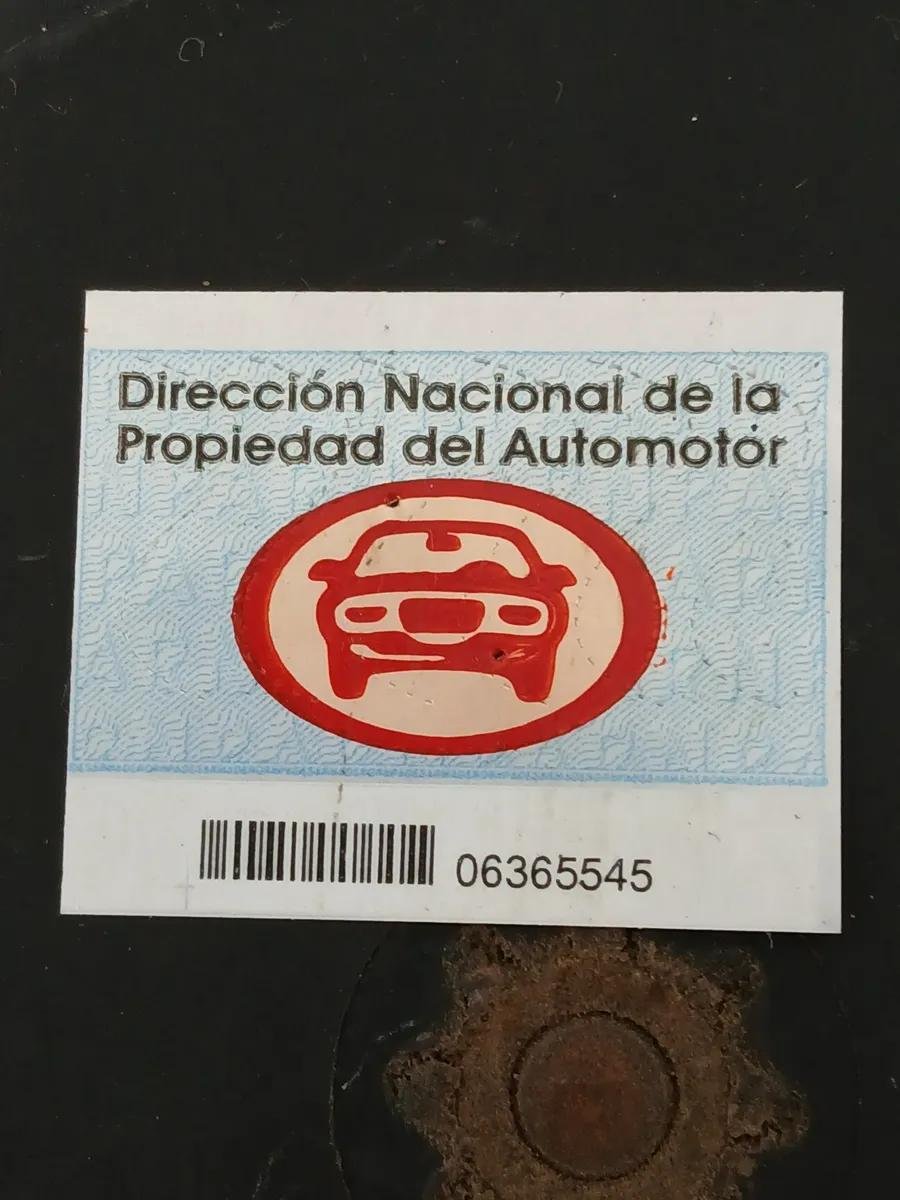 Dirección Nacional de la
Propiedad del Automotor
06365545